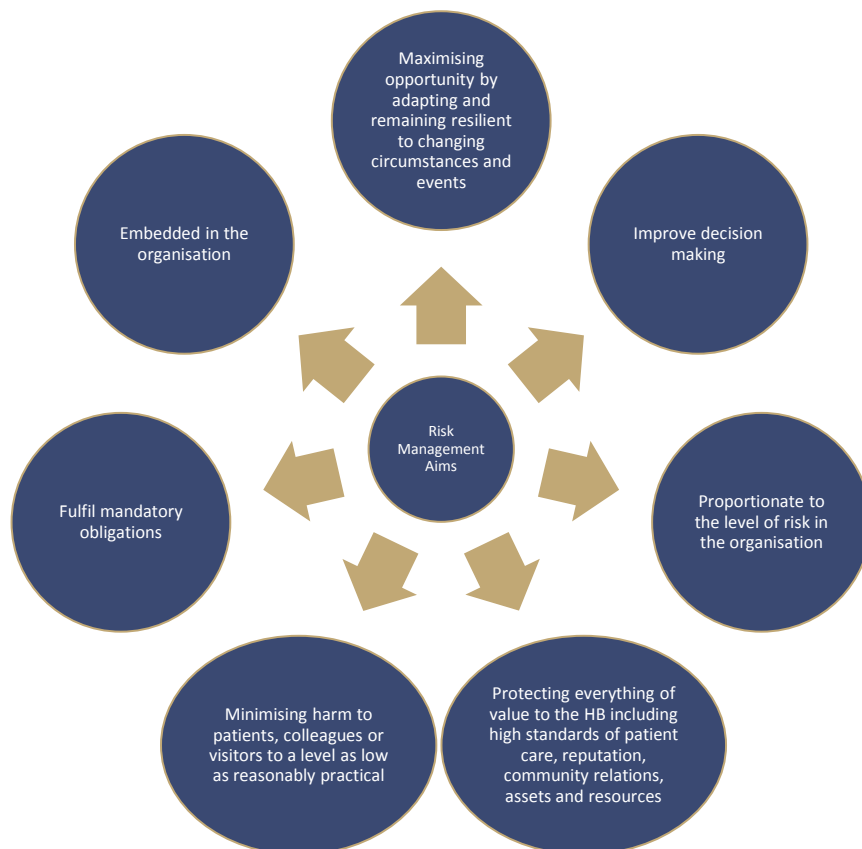 Maximising
opportunity by
adapting and
remaining resilient
to changing
circumstances and
events
Embedded in the
organisation
Improve decision
making
Risk
Management
Aims
Fulfil mandatory
obligations
Proportionate to
the level of risk in
the organisation
Minimising harm to
patients, colleagues or
visitors to a level as low
as reasonably practical
Protecting everything of
value to the HB including
high standards of patient
care, reputation,
community relations,
assets and resources